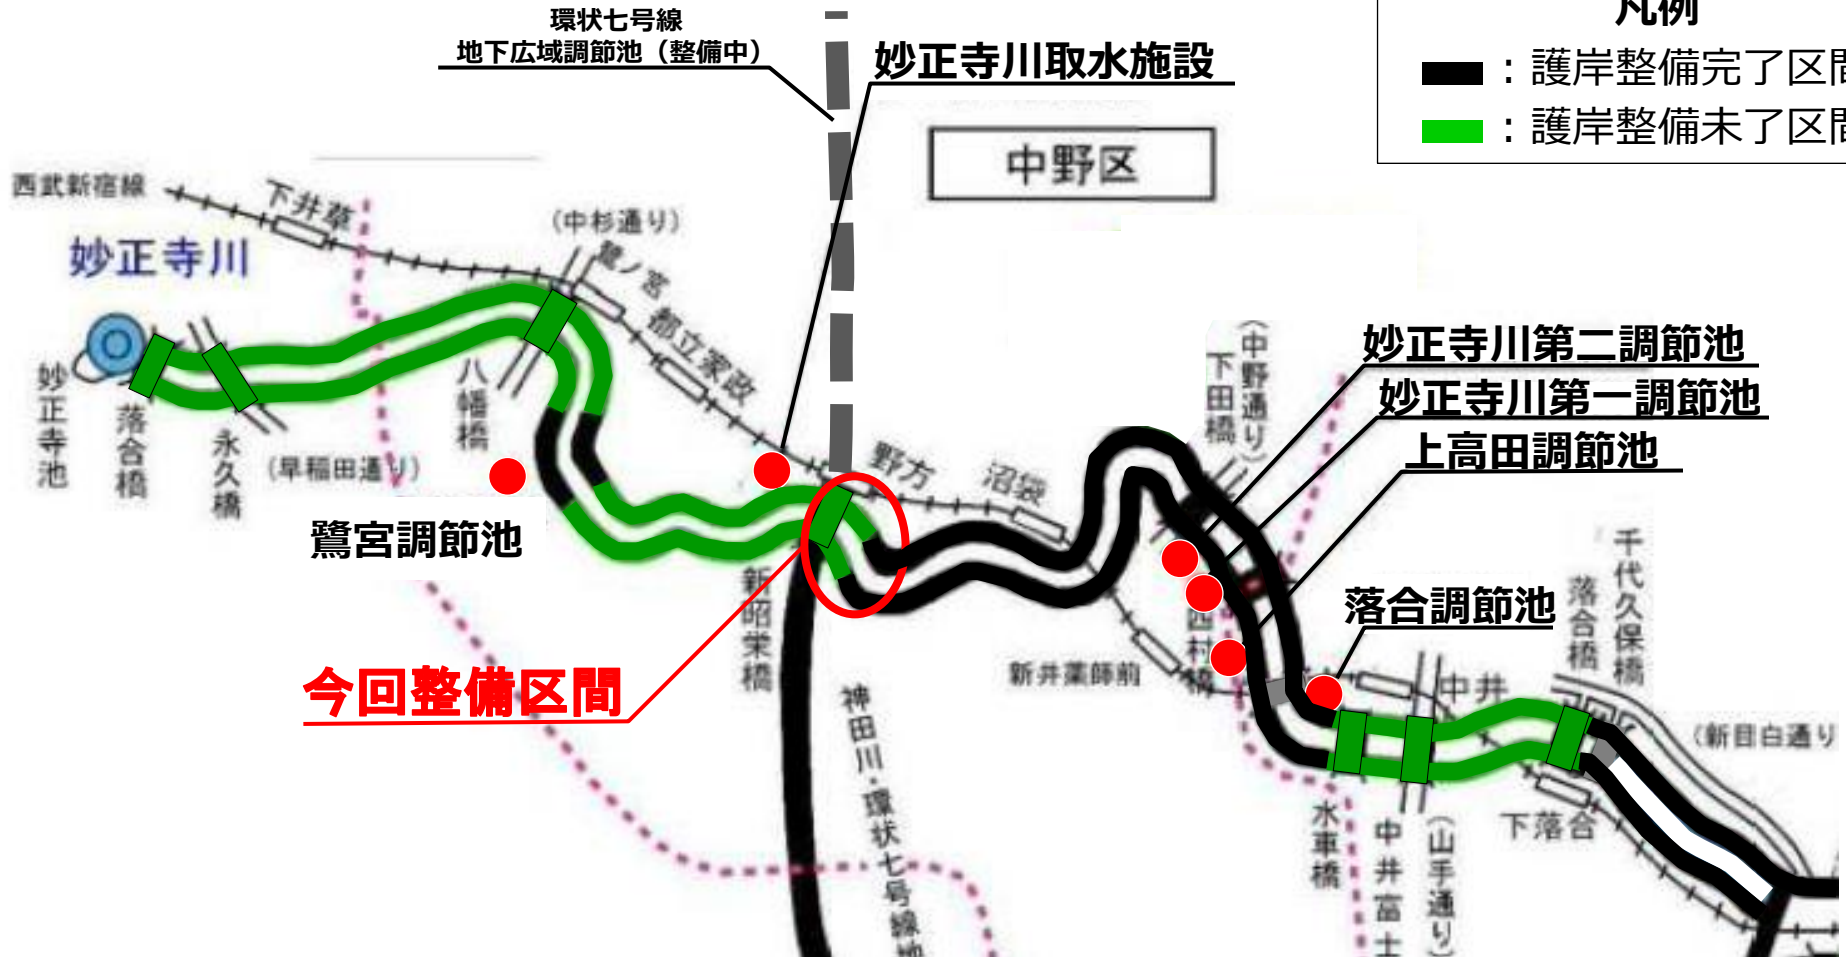 環状七号線
地下広域調節池（整備中）
妙正寺川取水施設
凡例
：護岸整備完了区間
：護岸整備未了区間
中野区
西武新宿線
下井草
妙正寺川
（中杉通り）
鷺ノ宮
都立家政
妙正寺池
落合橋
永久橋
（早稲田通り）
八幡橋
鷺宮調節池
野方
沼袋
新昭栄橋
今回整備区間
（中野通り）
下田橋
妙正寺川第二調節池
妙正寺川第一調節池
上高田調節池
落合調節池
四村橋
新井薬師前
中井
落合橋
千代久保橋
（新目白通り
下落合
水車橋
中井富士
（山手通り）
神田川・環状七号線地